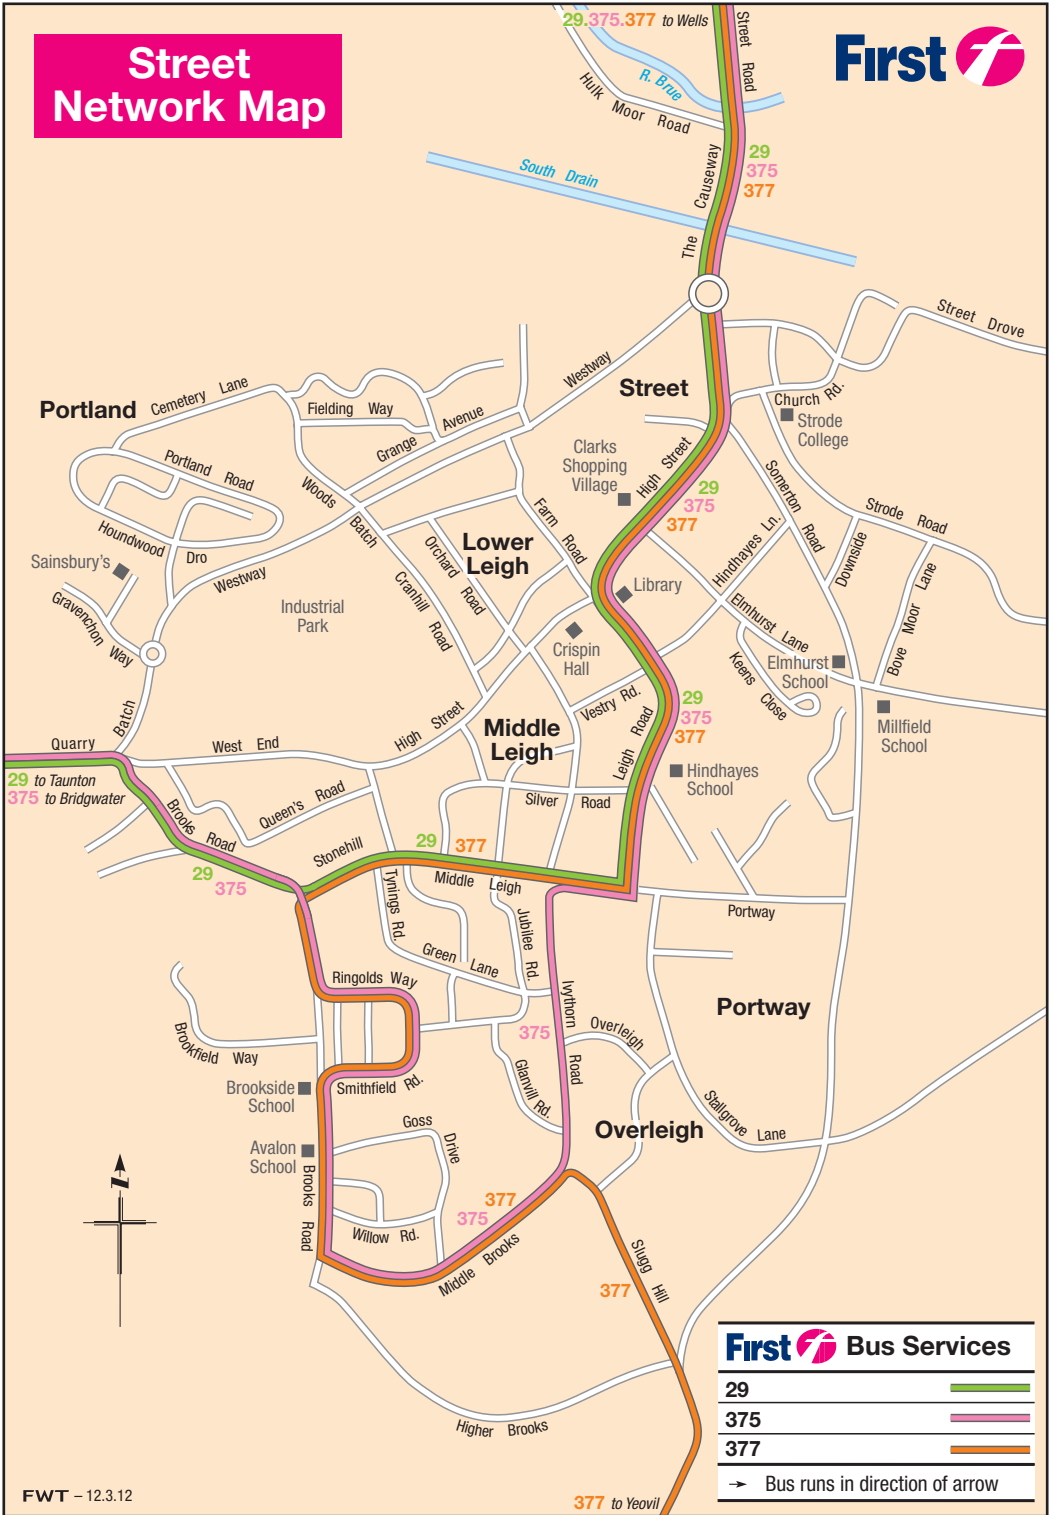 Street
Network Map
29.375.377 to Wells
First
Street Road
R. Brue
Hulk Moor Road
29
375
377
South Drain
The Causeway
Street Drove
Westway
Street
Portland
Cemetery Lane
Fielding Way
Grange Avenue
Church Rd.
Strode
College
Clarks
Shopping
Village
High Street
29
375
377
Portland Road
Woods Batch
Somerton Road
Strode Road
Farm Road
Houndwood Dro
Lower
Leigh
Orchard Road
Hindhayes Ln.
Downside
Sainsbury's
Westway
Cranhill Road
Library
Bove Moor Lane
Gravenchon Way
Industrial
Park
Elmhurst Lane
Crispin
Hall
Keens Close
Elmhurst
School
Vestry Rd.
29
375
377
Millfield
School
Quarry Batch
West End
High Street
Middle
Leigh
Leigh Road
29 to Taunton
375 to Bridgwater
Hindhayes
School
Queen's Road
Silver Road
Brooks Road
29
375
Stonehill
29
377
Middle Leigh
Tynings Rd.
Jubilee Rd.
Portway
Green Lane
Ringolds Way
Ivythorn Road
Portway
375
Overleigh
Brookfield Way
Glanvill Rd.
Smithfield Rd.
Brookside
School
Stallgrove Lane
Goss Drive
Overleigh
Avalon
School
Brooks Road
N
377
375
Willow Rd.
Middle Brooks
Slugg Hill
377
Higher Brooks
First Bus Services
29
375
377
Bus runs in direction of arrow
FWT – 12.3.12
377 to Yeovil